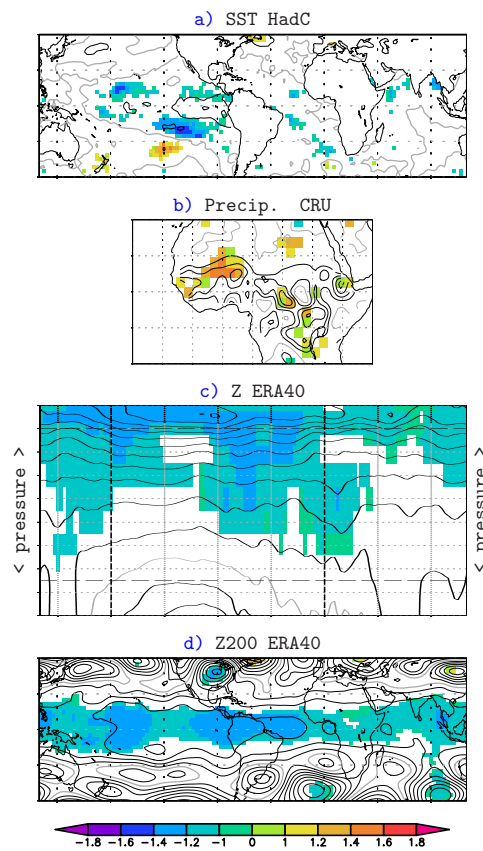 a) SST HadC
b) Precip. CRU
c) Z ERA40
< pressure >
< pressure >
d) Z200 ERA40
-1.8 -1.6 -1.4 -1.2 -1 0 1 1.2 1.4 1.6 1.8